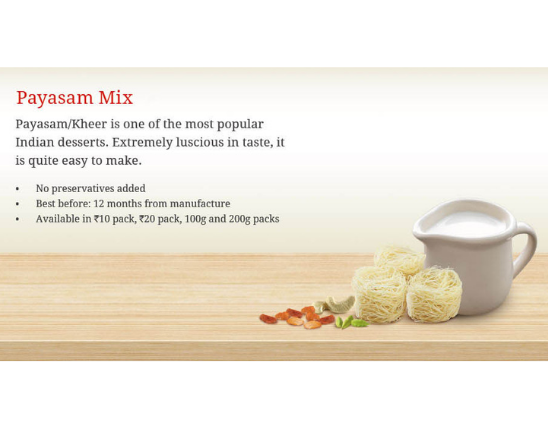 Payasam Mix
Payasam/Kheer is one of the most popular
Indian desserts. Extremely luscious in taste, it
is quite easy to make.
• No preservatives added
• Best before: 12 months from manufacture
• Available in ₹10 pack, ₹20 pack, 100g and 200g packs